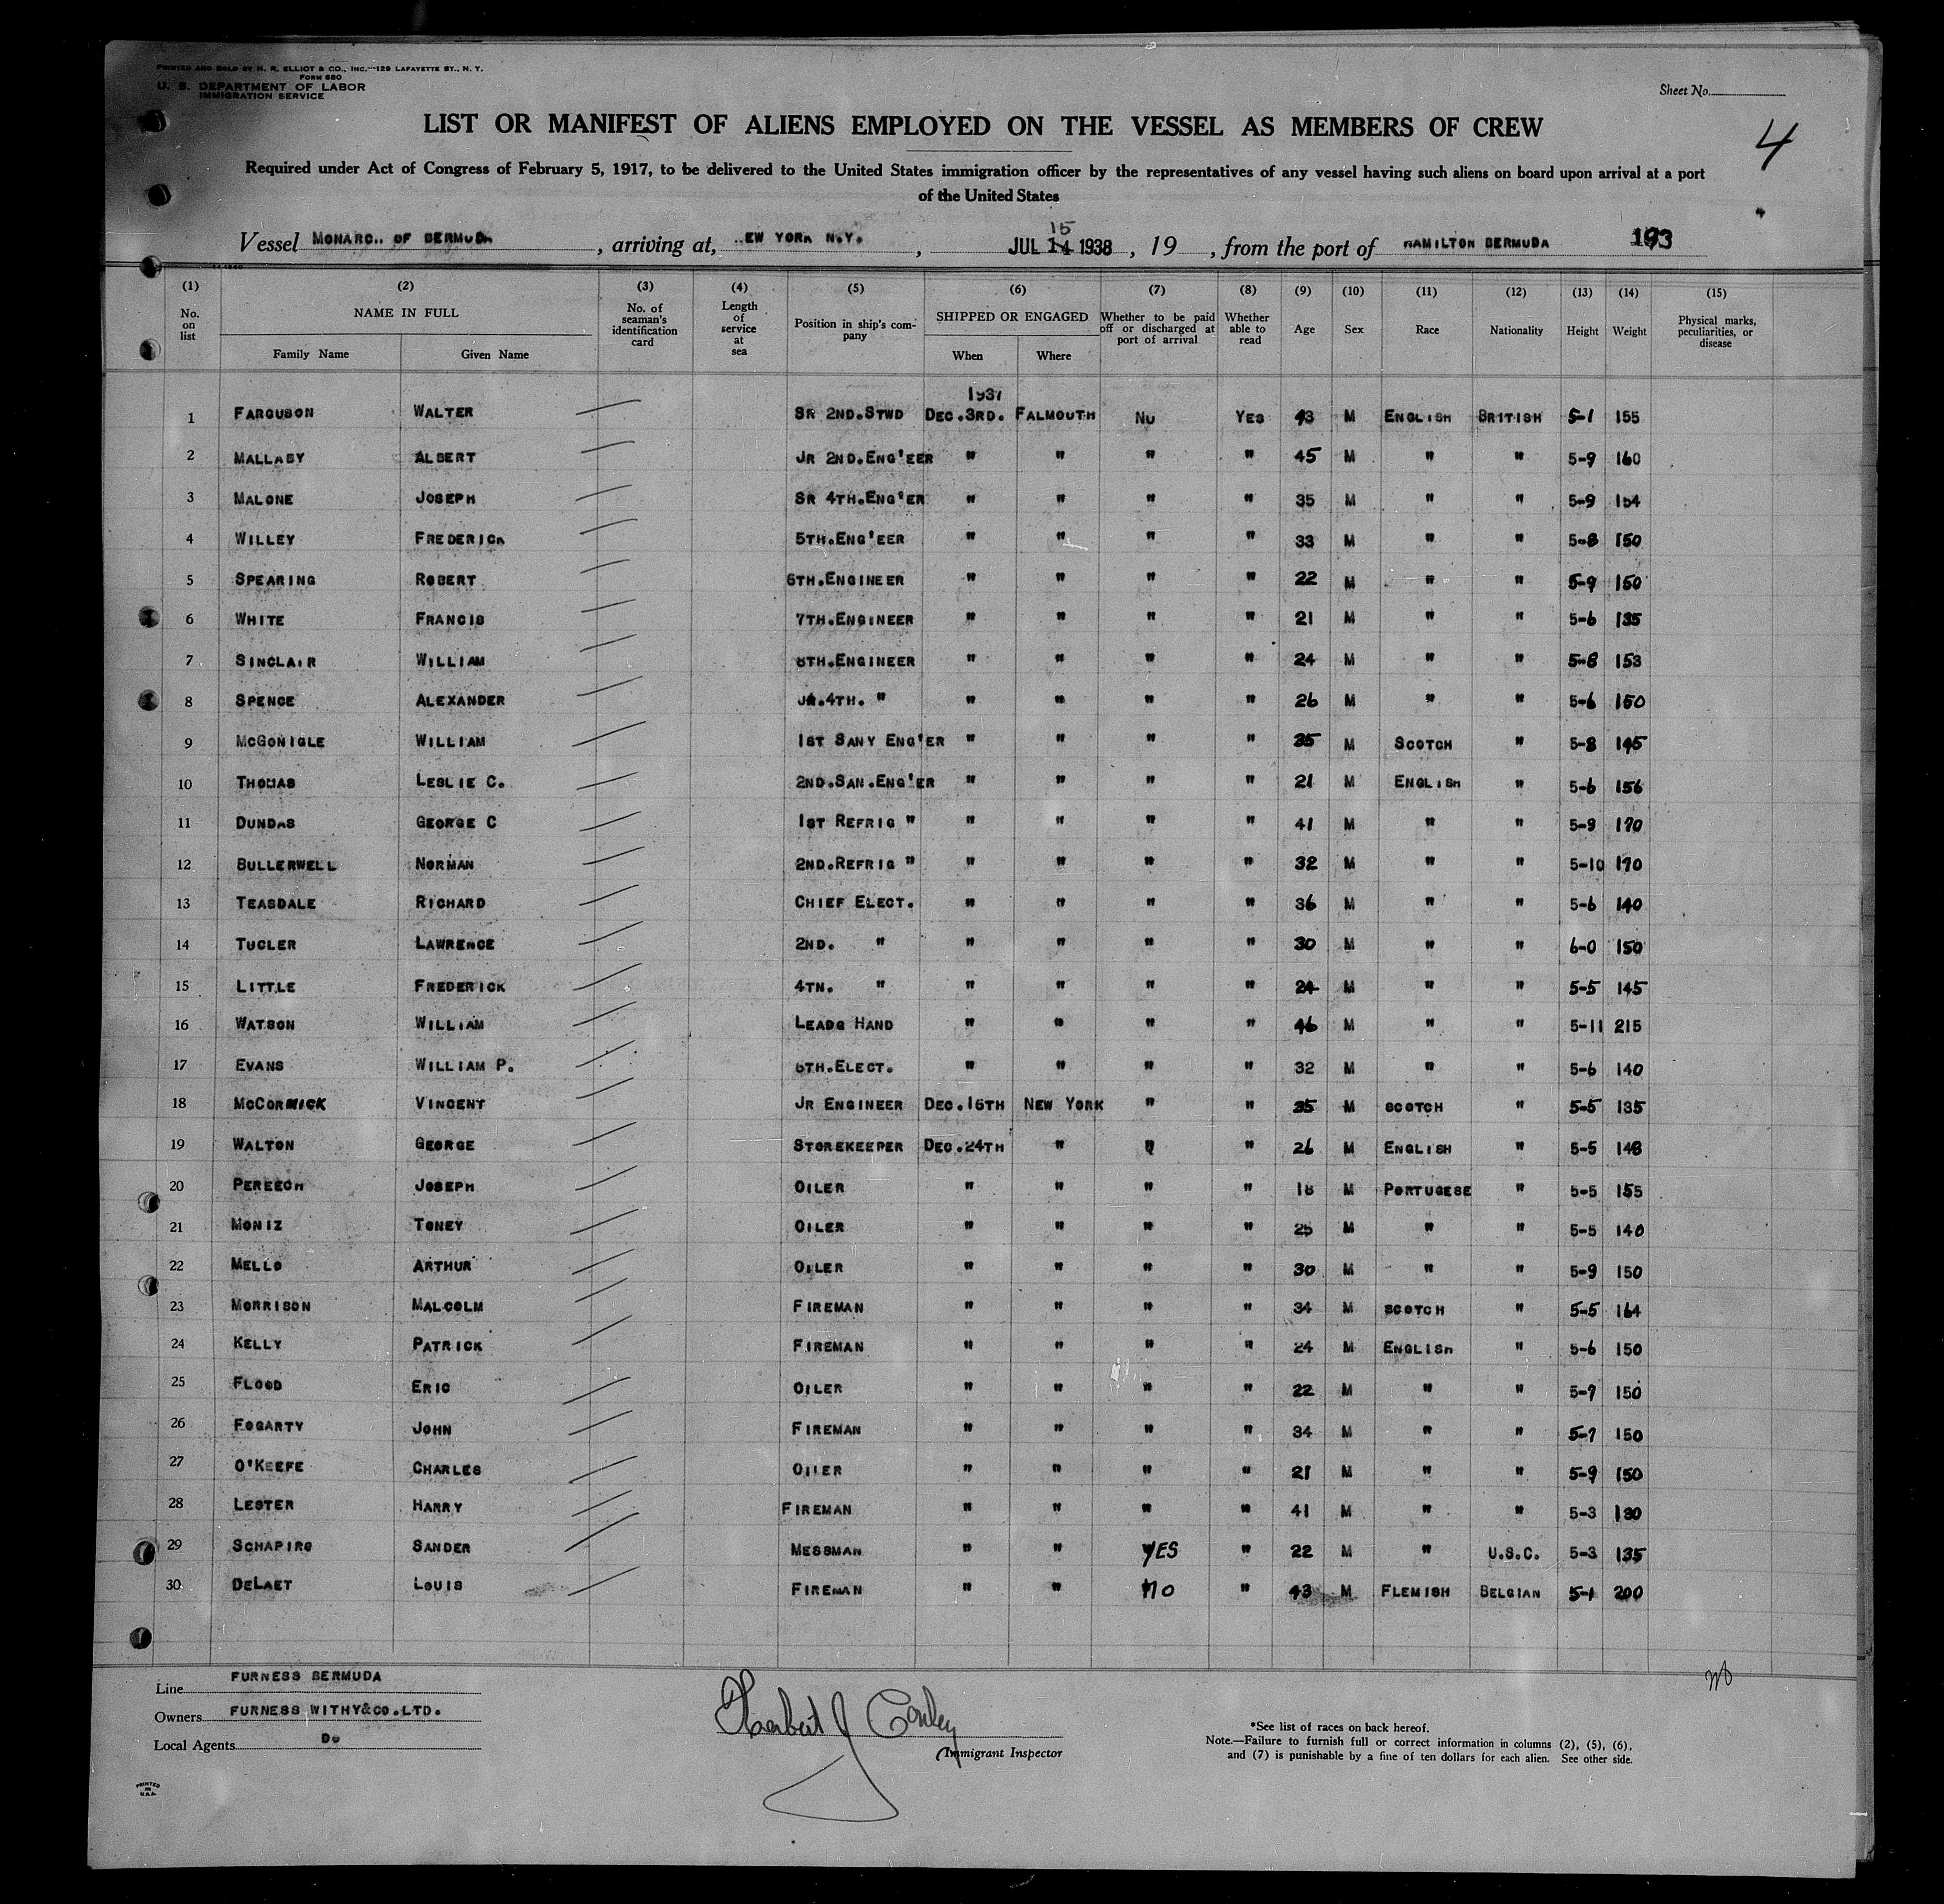 PRINTED AND SOLD BY H. R. ELLIOT & CO., INC.—129 LAFAYETTE ST., N. Y.
FORM 680
U. S. DEPARTMENT OF LABOR
IMMIGRATION SERVICE
Sheet No.
LIST OR MANIFEST OF ALIENS EMPLOYED ON THE VESSEL AS MEMBERS OF CREW
4
Required under Act of Congress of February 5, 1917, to be delivered to the United States immigration officer by the representatives of any vessel having such aliens on board upon arrival at a port
of the United States
15
Vessel MONARCH OF BERMUDA , arriving at, NEW YORK N.Y. , JUL 14 1938 , 19 , from the port of HAMILTON BERMUDA 193
(1) (2) (3) (4) (5) (6) (7) (8) (9) (10) (11) (12) (13) (14) (15)
No. on list NAME IN FULL Family Name Given Name No. of seaman's identification card Length of service at sea Position in ship's company SHIPPED OR ENGAGED When Where Whether to be paid off or discharged at port of arrival Whether able to read Age Sex Race Nationality Height Weight Physical marks, peculiarities, or disease
1937
1 FARGUSON WALTER SR 2ND.STWD DEC.3RD. FALMOUTH NO YES 43 M ENGLISH BRITISH 5-1 155
2 MALLABY ALBERT JR 2ND.ENG'EER " " " " 45 M " " 5-9 160
3 MALONE JOSEPH SR 4TH.ENG'ER " " " " 35 M " " 5-9 164
4 WILLEY FREDERICK 5TH.ENG'EER " " " " 33 M " " 5-8 150
5 SPEARING ROBERT 6TH.ENGINEER " " " " 22 M " " 5-9 150
6 WHITE FRANCIS 7TH.ENGINEER " " " " 21 M " " 5-6 135
7 SINCLAIR WILLIAM 8TH.ENGINEER " " " " 24 M " " 5-8 153
8 SPENCE ALEXANDER JR.4TH. " " " " " 26 M " " 5-6 150
9 McGONIGLE WILLIAM 1ST SANY ENG'ER " " " " 35 M SCOTCH " 5-8 145
10 THOMAS LESLIE C. 2ND.SAN.ENG'ER " " " " 21 M ENGLISH " 5-6 156
11 DUNDAS GEORGE C 1ST REFRIG " " " " " 41 M " " 5-9 170
12 BULLERWELL NORMAN 2ND.REFRIG " " " " " 32 M " " 5-10 170
13 TEASDALE RICHARD CHIEF ELECT. " " " " 36 M " " 5-6 140
14 TUCLER LAWRENCE 2ND. " " " " " 30 M " " 6-0 150
15 LITTLE FREDERICK 4TH. " " " " " 24 M " " 5-5 145
16 WATSON WILLIAM LEADG HAND " " " " 46 M " " 5-11 215
17 EVANS WILLIAM P. 6TH.ELECT. " " " " 32 M " " 5-6 140
18 McCORMICK VINCENT JR ENGINEER DEC.16TH NEW YORK " " 35 M SCOTCH " 5-5 135
19 WALTON GEORGE STOREKEEPER DEC.24TH " " " 26 M ENGLISH " 5-5 148
20 PEREECH JOSEPH OILER " " " " 18 M PORTUGESE " 5-5 155
21 MONIZ TONEY OILER " " " " 25 M " " 5-5 140
22 MELLO ARTHUR OILER " " " " 30 M " " 5-9 150
23 MORRISON MALCOLM FIREMAN " " " " 34 M SCOTCH " 5-5 164
24 KELLY PATRICK FIREMAN " " " " 24 M ENGLISH " 5-6 150
25 FLOOD ERIC OILER " " " " 22 M " " 5-7 150
26 FOGARTY JOHN FIREMAN " " " " 34 M " " 5-7 150
27 O'KEEFE CHARLES OILER " " " " 21 M " " 5-9 150
28 LESTER HARRY FIREMAN " " " " 41 M " " 5-3 130
29 SCHAPIRO SANDER MESSMAN " " YES " 22 M " U.S.C. 5-3 135
30 DELAET LOUIS FIREMAN " " NO " 43 M FLEMISH BELGIAN 5-1 200
Line FURNESS BERMUDA
Owners FURNESS WITHY&CO.LTD.
Local Agents DO
Herbert J Conley
Immigrant Inspector
*See list of races on back hereof.
Note.—Failure to furnish full or correct information in columns (2), (5), (6),
and (7) is punishable by a fine of ten dollars for each alien. See other side.
PRINTED
IN
U.S.A.